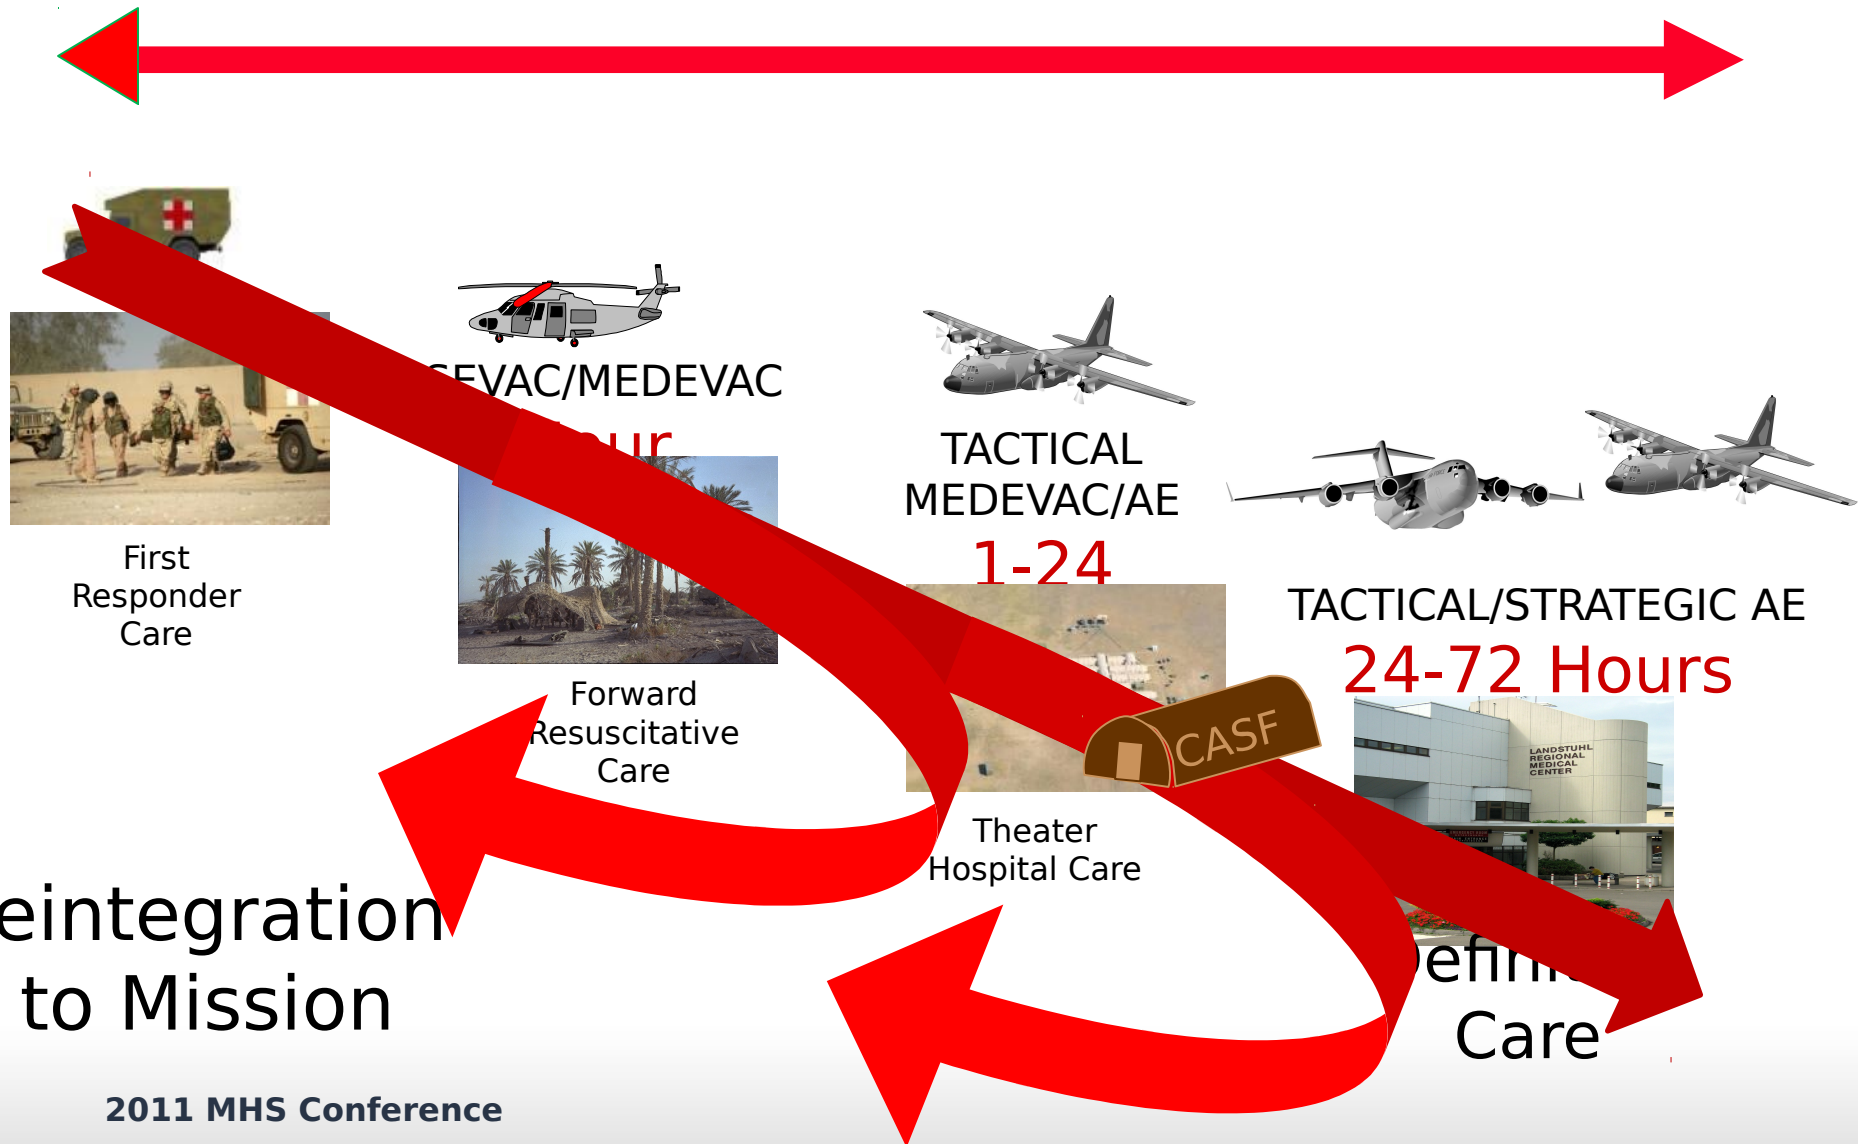 SEVAC/MEDEVAC
TACTICAL
MEDEVAC/AE
1-24
TACTICAL/STRATEGIC AE
24-72 Hours
First
Responder
Care
Forward
Resuscitative
Care
CASF
LANDSTUHL
REGIONAL
MEDICAL
CENTER
Theater
Hospital Care
eintegration
to Mission
Care
2011 MHS Conference